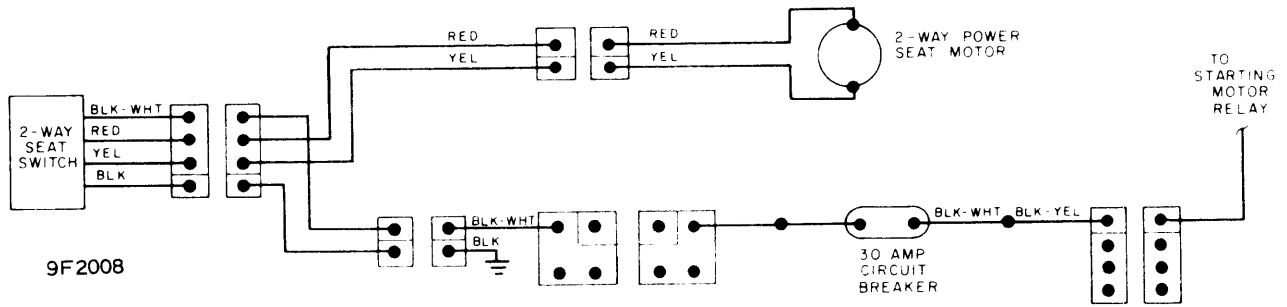 RED
YEL
RED
YEL
2-WAY POWER
SEAT MOTOR
TO
STARTING
MOTOR
RELAY
2-WAY
SEAT
SWITCH
BLK-WHT
RED
YEL
BLK
BLK-WHT
BLK
BLK-WHT
BLK-YEL
30 AMP
CIRCUIT
BREAKER
9F2008